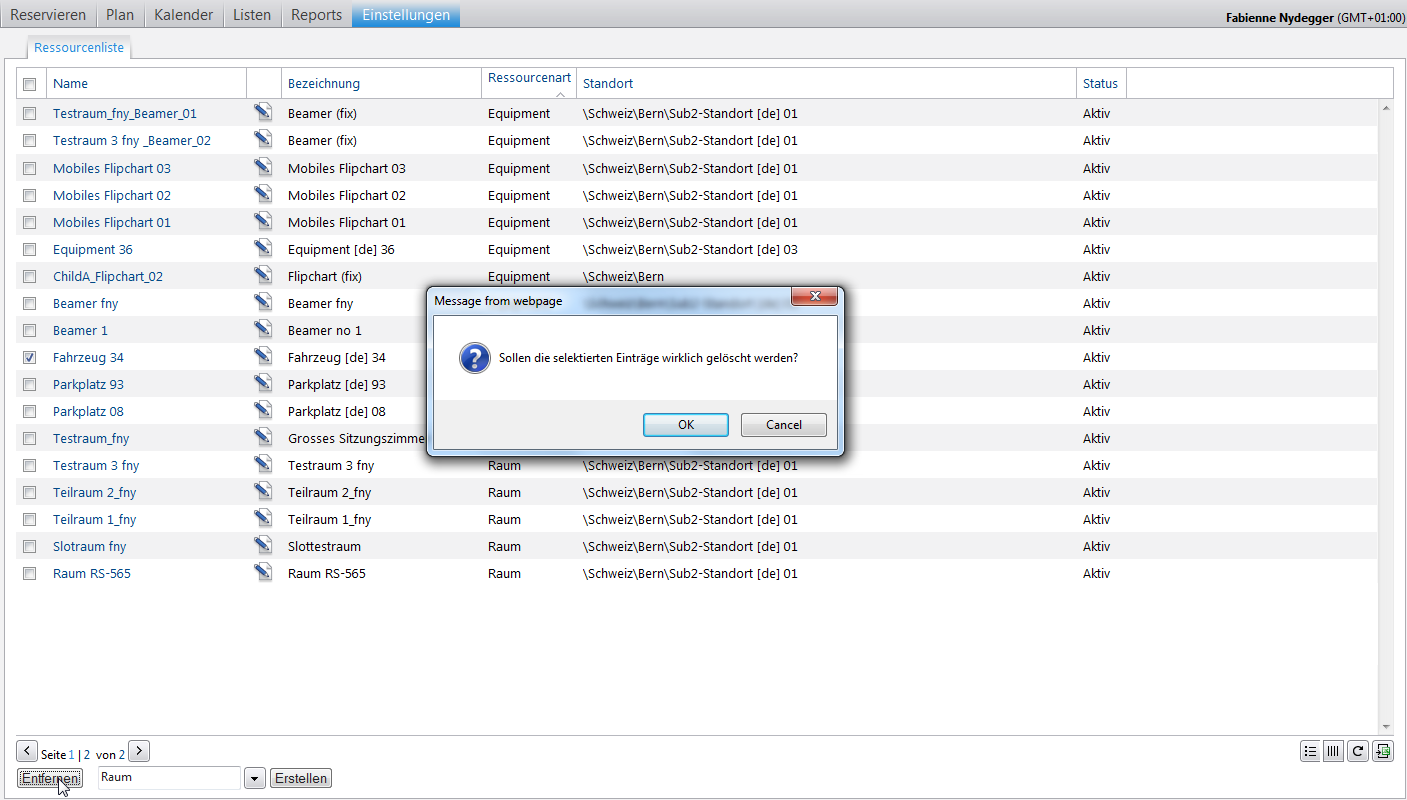 Reservieren Plan Kalender Listen Reports Einstellungen Fabienne Nydegger (GMT+01:00)
Ressourcenliste
Name Bezeichnung Ressourcenart Standort Status
Testraum_fny_Beamer_01 Beamer (fix) Equipment \Schweiz\Bern\Sub2-Standort [de] 01 Aktiv
Testraum 3 fny _Beamer_02 Beamer (fix) Equipment \Schweiz\Bern\Sub2-Standort [de] 01 Aktiv
Mobiles Flipchart 03 Mobiles Flipchart 03 Equipment \Schweiz\Bern\Sub2-Standort [de] 01 Aktiv
Mobiles Flipchart 02 Mobiles Flipchart 02 Equipment \Schweiz\Bern\Sub2-Standort [de] 01 Aktiv
Mobiles Flipchart 01 Mobiles Flipchart 01 Equipment \Schweiz\Bern\Sub2-Standort [de] 01 Aktiv
Equipment 36 Equipment [de] 36 Equipment \Schweiz\Bern\Sub2-Standort [de] 03 Aktiv
ChildA_Flipchart_02 Flipchart (fix) Equipment \Schweiz\Bern Aktiv
Beamer fny Beamer fny Aktiv
Message from webpage
Beamer 1 Beamer no 1 Aktiv
Fahrzeug 34 Fahrzeug [de] 34 Aktiv
Sollen die selektierten Einträge wirklich gelöscht werden?
Parkplatz 93 Parkplatz [de] 93 Aktiv
Parkplatz 08 Parkplatz [de] 08 Aktiv
OK Cancel
Testraum_fny Grosses Sitzungszimme Aktiv
Testraum 3 fny Testraum 3 fny Raum \Schweiz\Bern\Sub2-Standort [de] 01 Aktiv
Teilraum 2_fny Teilraum 2_fny Raum \Schweiz\Bern\Sub2-Standort [de] 01 Aktiv
Teilraum 1_fny Teilraum 1_fny Raum \Schweiz\Bern\Sub2-Standort [de] 01 Aktiv
Slotraum fny Slottestraum Raum \Schweiz\Bern\Sub2-Standort [de] 01 Aktiv
Raum RS-565 Raum RS-565 Raum \Schweiz\Bern\Sub2-Standort [de] 01 Aktiv
Seite 1 | 2 von 2
Entfernen Raum Erstellen